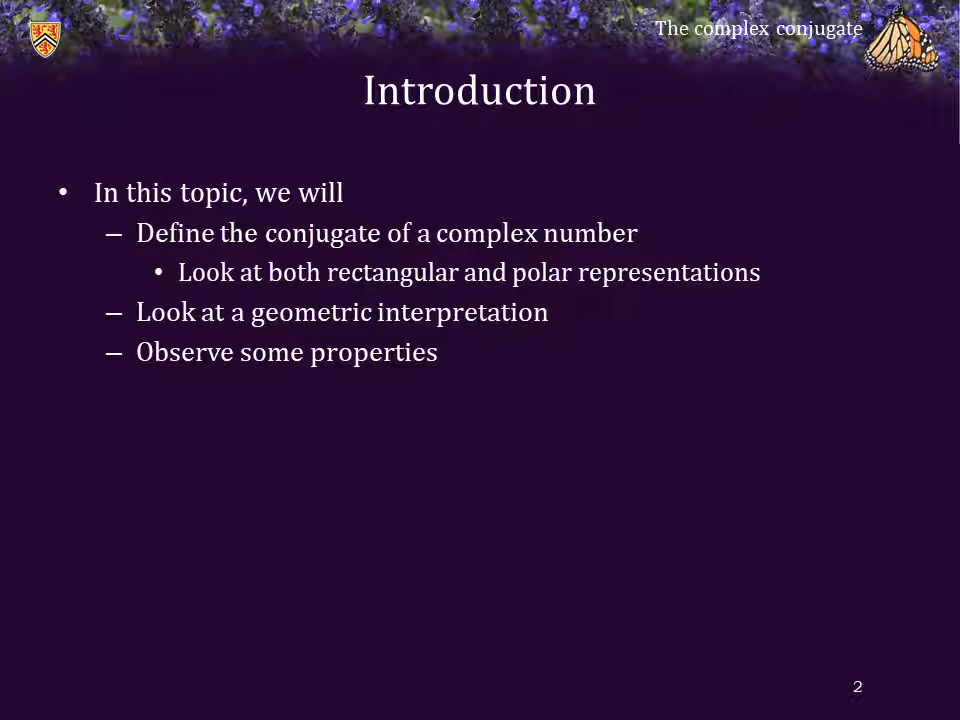 The complex conjugate
Introduction
• In this topic, we will
– Define the conjugate of a complex number
• Look at both rectangular and polar representations
– Look at a geometric interpretation
– Observe some properties
2